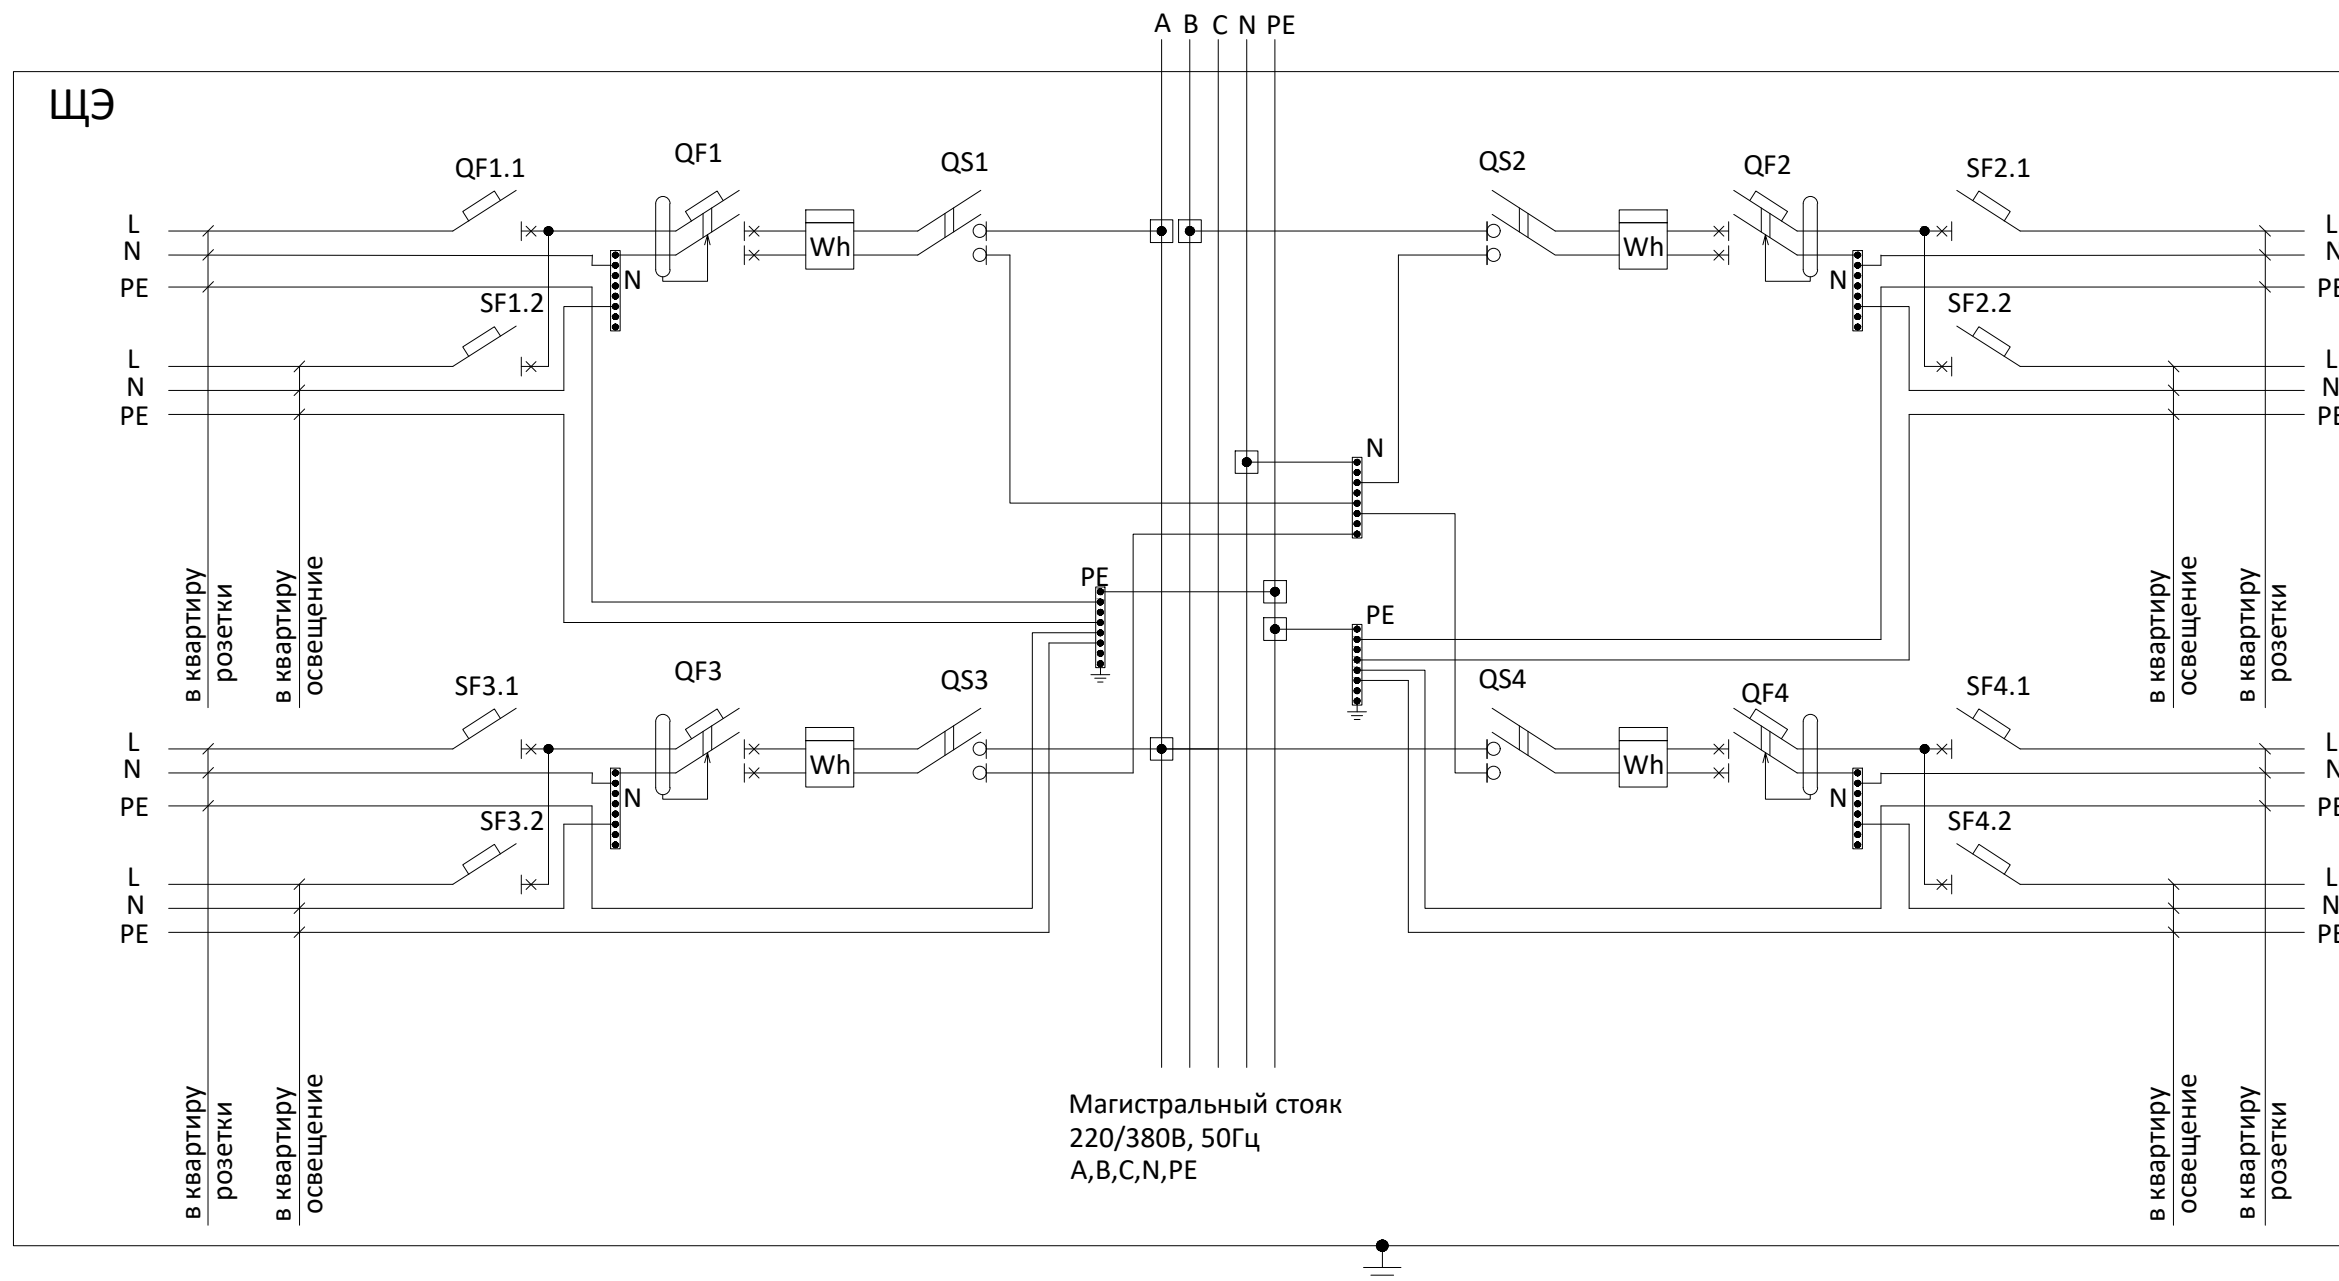 A B C N PE
ЩЭ
QF1.1
QF1
QS1
QS2
QF2
SF2.1
L
N
PE
Wh
N
SF1.2
L
N
PE
Wh
N
SF2.2
L
N
PE
L
N
PE
N
PE
PE
в квартиру
розетки
в квартиру
освещение
в квартиру
освещение
в квартиру
розетки
SF3.1
QF3
QS3
QS4
QF4
SF4.1
L
N
PE
Wh
N
SF3.2
L
N
PE
Wh
N
SF4.2
L
N
PE
L
N
PE
Магистральный стояк
220/380В, 50Гц
A,B,C,N,PE
в квартиру
розетки
в квартиру
освещение
в квартиру
освещение
в квартиру
розетки